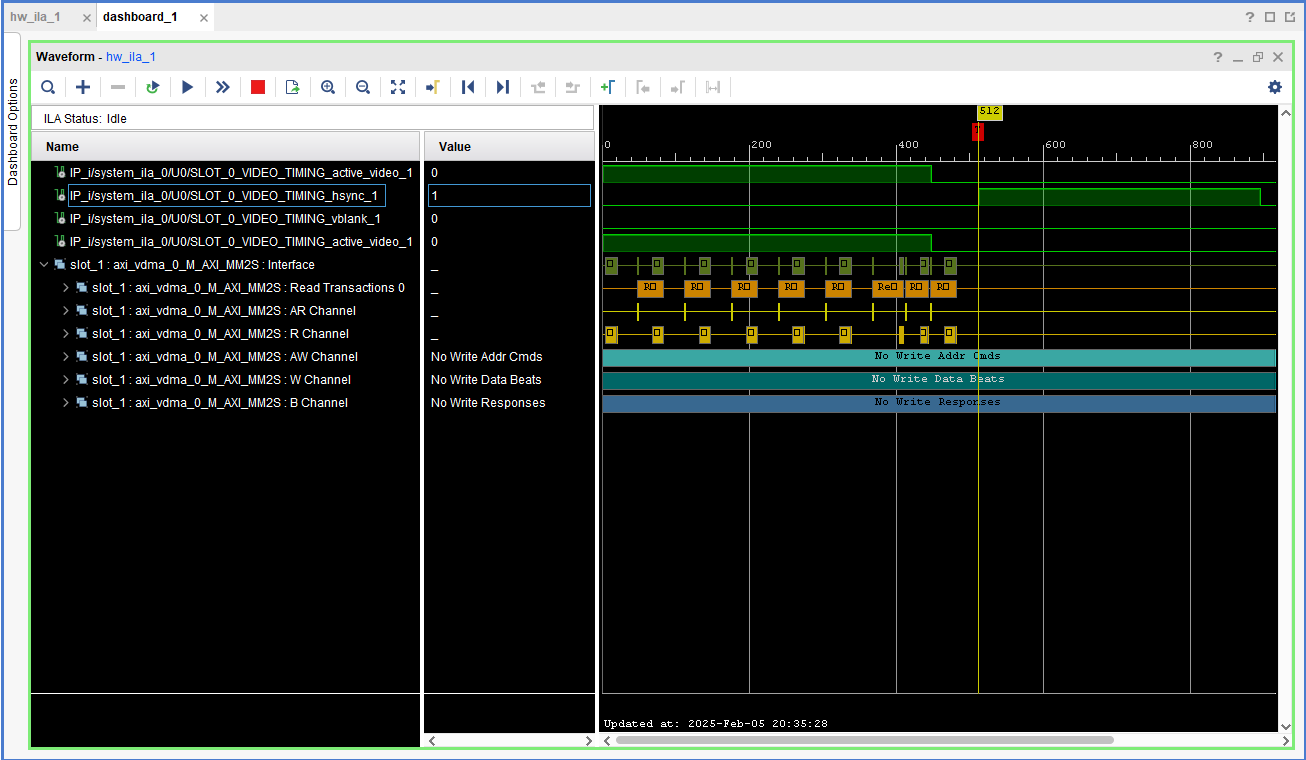 hw_ila_1
dashboard_1
Dashboard Options
Waveform - hw_ila_1
ILA Status: Idle
Name
Value
512
0 200 400 600 800
IP_i/system_ila_0/U0/SLOT_0_VIDEO_TIMING_active_video_1 0
IP_i/system_ila_0/U0/SLOT_0_VIDEO_TIMING_hsync_1 1
IP_i/system_ila_0/U0/SLOT_0_VIDEO_TIMING_vblank_1 0
IP_i/system_ila_0/U0/SLOT_0_VIDEO_TIMING_active_video_1 0
slot_1 : axi_vdma_0_M_AXI_MM2S : Interface _
slot_1 : axi_vdma_0_M_AXI_MM2S : Read Transactions 0 _
slot_1 : axi_vdma_0_M_AXI_MM2S : AR Channel _
slot_1 : axi_vdma_0_M_AXI_MM2S : R Channel _
slot_1 : axi_vdma_0_M_AXI_MM2S : AW Channel No Write Addr Cmds No Write Addr Cmds
slot_1 : axi_vdma_0_M_AXI_MM2S : W Channel No Write Data Beats No Write Data Beats
slot_1 : axi_vdma_0_M_AXI_MM2S : B Channel No Write Responses No Write Responses
Updated at: 2025-Feb-05 20:35:28